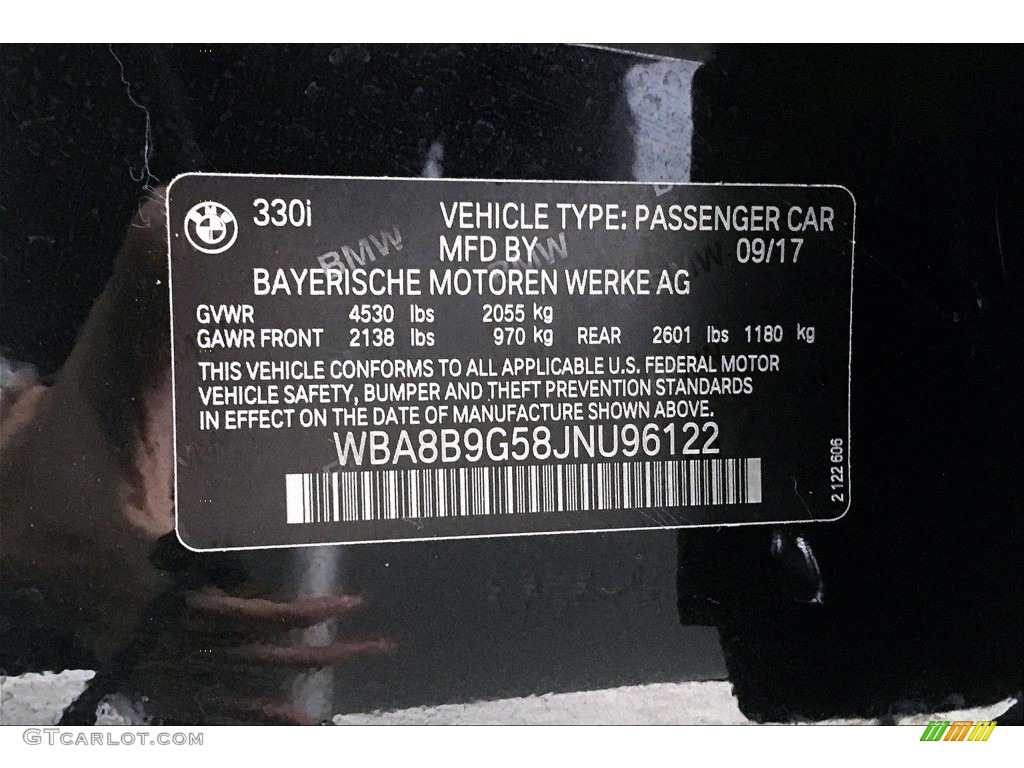 330i VEHICLE TYPE: PASSENGER CAR
MFD BY 09/17
BAYERISCHE MOTOREN WERKE AG
GVWR 4530 lbs 2055 kg
GAWR FRONT 2138 lbs 970 kg REAR 2601 lbs 1180 kg
THIS VEHICLE CONFORMS TO ALL APPLICABLE U.S. FEDERAL MOTOR
VEHICLE SAFETY, BUMPER AND THEFT PREVENTION STANDARDS
IN EFFECT ON THE DATE OF MANUFACTURE SHOWN ABOVE.
WBA8B9G58JNU96122
2 122 606
BMW
BMW
BMW
GTcarlot.com